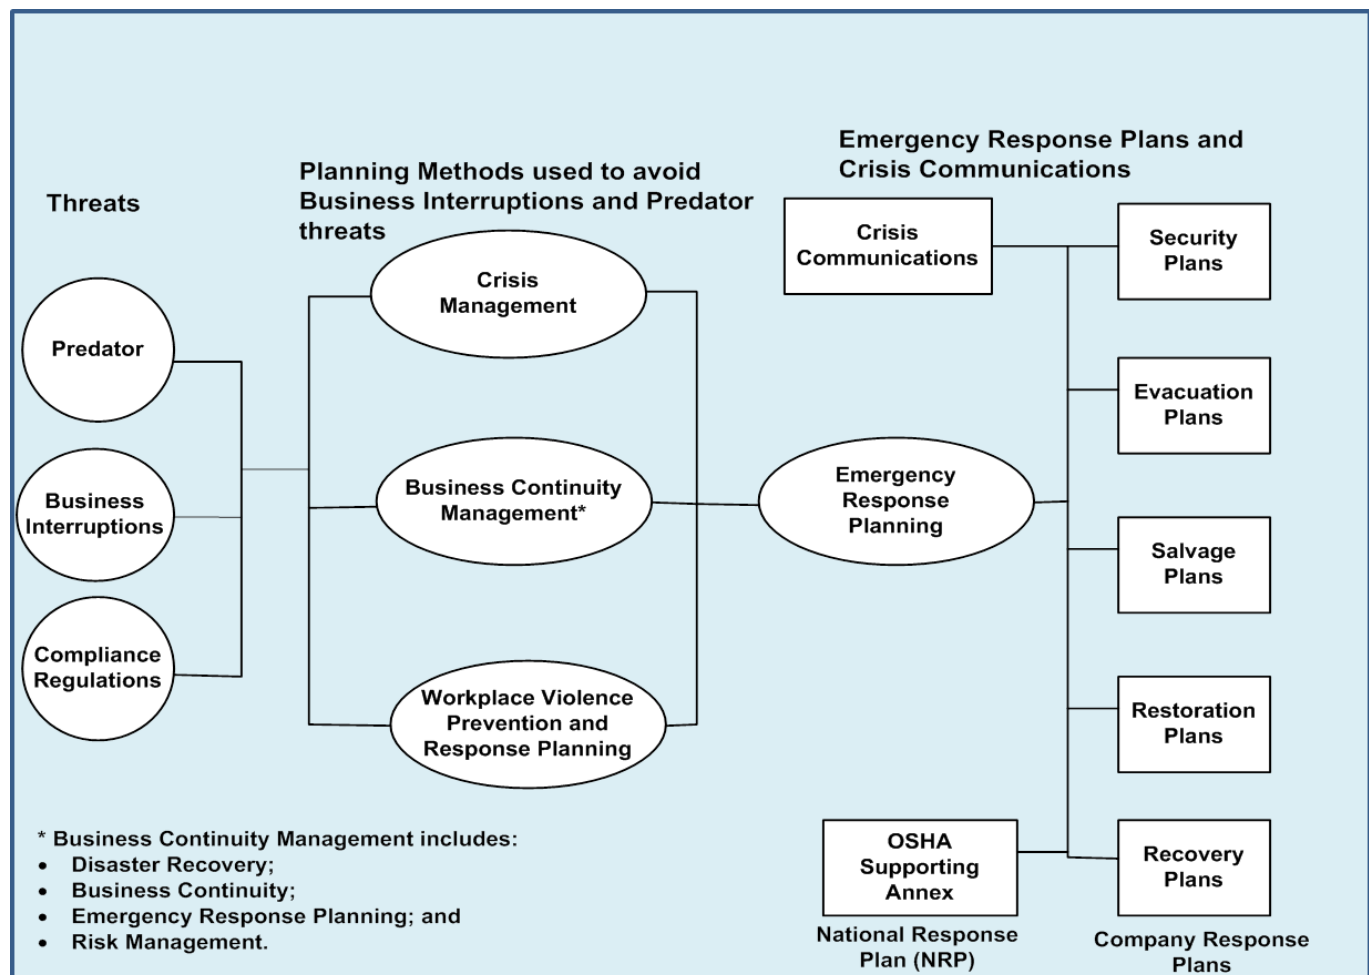 Threats
Planning Methods used to avoid
Business Interruptions and Predator
threats
Emergency Response Plans and
Crisis Communications
Predator
Business
Interruptions
Compliance
Regulations
Crisis
Management
Business Continuity
Management*
Workplace Violence
Prevention and
Response Planning
Emergency
Response
Planning
Crisis
Communications
OSHA
Supporting
Annex
National Response
Plan (NRP)
Security
Plans
Evacuation
Plans
Salvage
Plans
Restoration
Plans
Recovery
Plans
Company Response
Plans
* Business Continuity Management includes:
• Disaster Recovery;
• Business Continuity;
• Emergency Response Planning; and
• Risk Management.